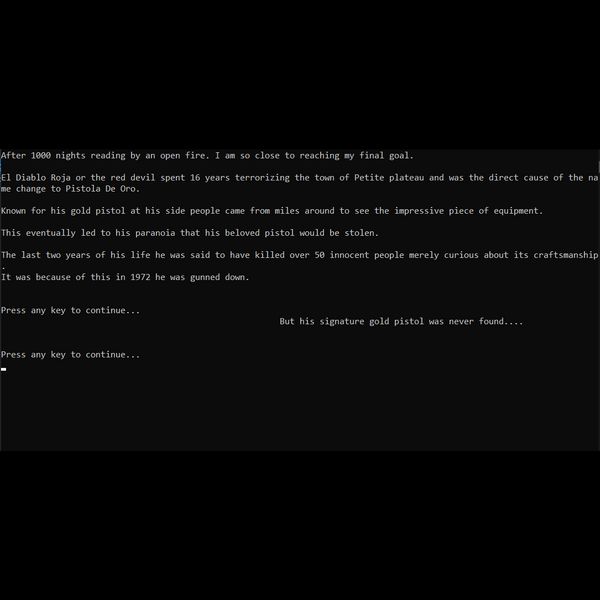 After 1000 nights reading by an open fire. I am so close to reaching my final goal.
El Diablo Roja or the red devil spent 16 years terrorizing the town of Petite plateau and was the direct cause of the na
me change to Pistola De Oro.
Known for his gold pistol at his side people came from miles around to see the impressive piece of equipment.
This eventually led to his paranoia that his beloved pistol would be stolen.
The last two years of his life he was said to have killed over 50 innocent people merely curious about its craftsmanship
.
It was because of this in 1972 he was gunned down.
Press any key to continue...
But his signature gold pistol was never found....
Press any key to continue...